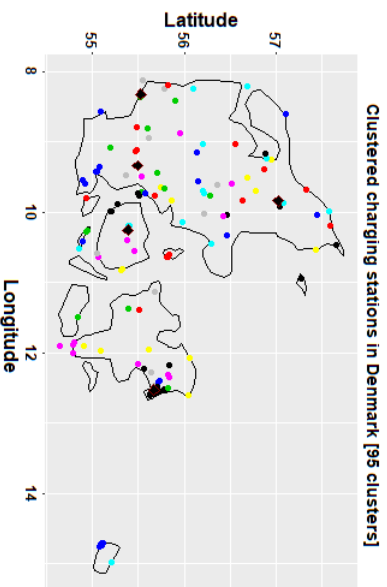 Clustered charging stations in Denmark [95 clusters]
Latitude
55
56
57
8
10
12
14
Longitude